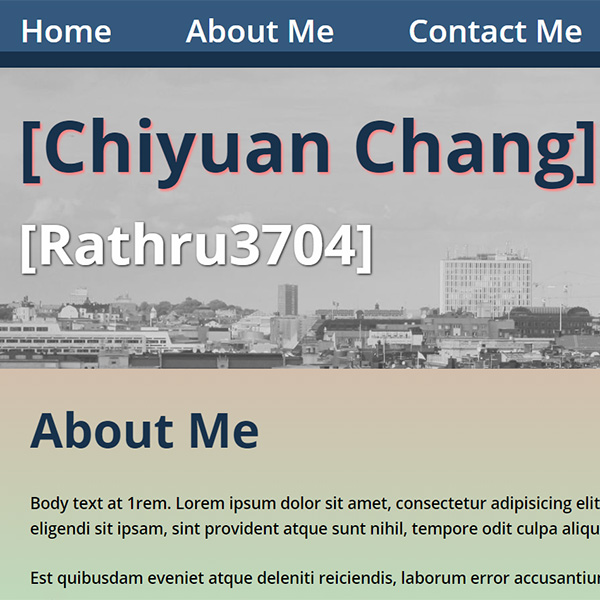 Home About Me Contact Me
[Chiyuan Chang]
[Rathru3704]
About Me
Body text at 1rem. Lorem ipsum dolor sit amet, consectetur adipisicing elit
eligendi sit ipsam, sint provident atque sunt nihil, tempore odit culpa aliqu
Est quibusdam eveniet atque deleniti reiciendis, laborum error accusantiu